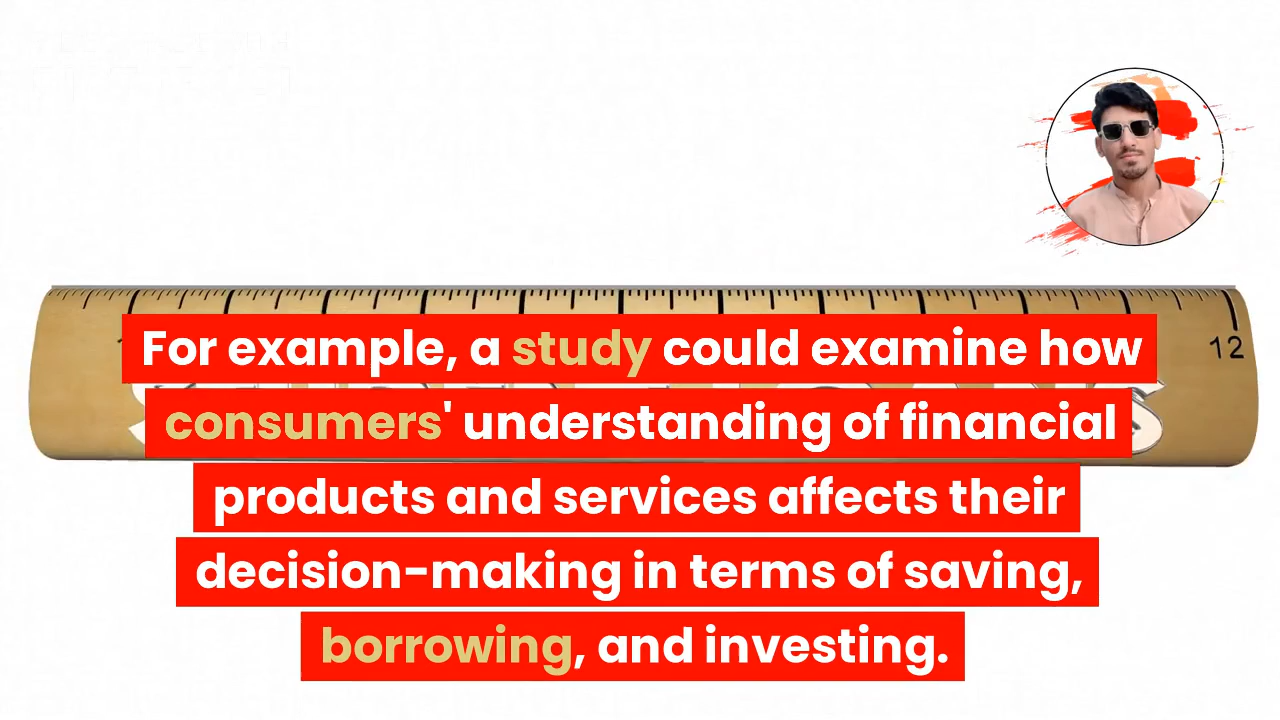 12
For example, a study could examine how
consumers' understanding of financial
products and services affects their
decision-making in terms of saving,
borrowing, and investing.